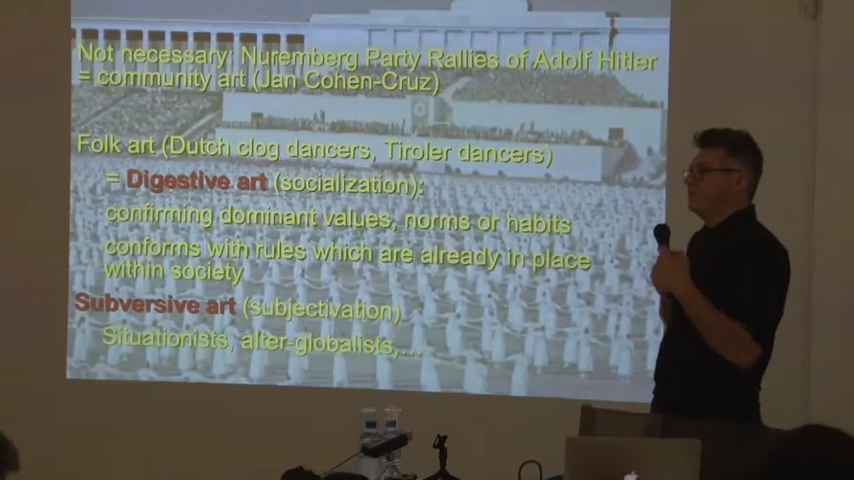 Not necessary: Nuremberg Party Rallies of Adolf Hitler
= community art (Jan Cohen-Cruz)
Folk art (Dutch clog dancers, Tiroler dancers)
= Digestive art (socialization):
confirming dominant values, norms or habits
conforms with rules which are already in place
within society
Subversive art (subjectivation)
Situationists, alter-globalists,...